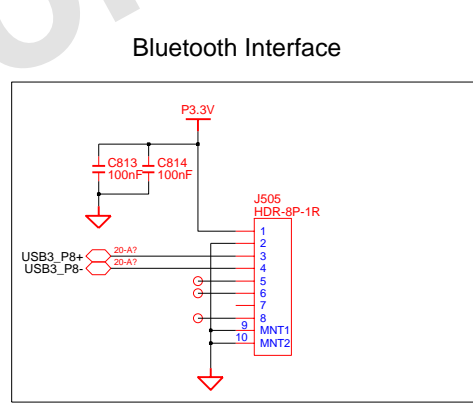 Bluetooth Interface
P3.3V
C813 C814
100nF 100nF
J505
HDR-8P-1R
1
2
USB3_P8+ 20-A? 3
USB3_P8- 20-A? 4
5
6
7
8
9 MNT1
10 MNT2